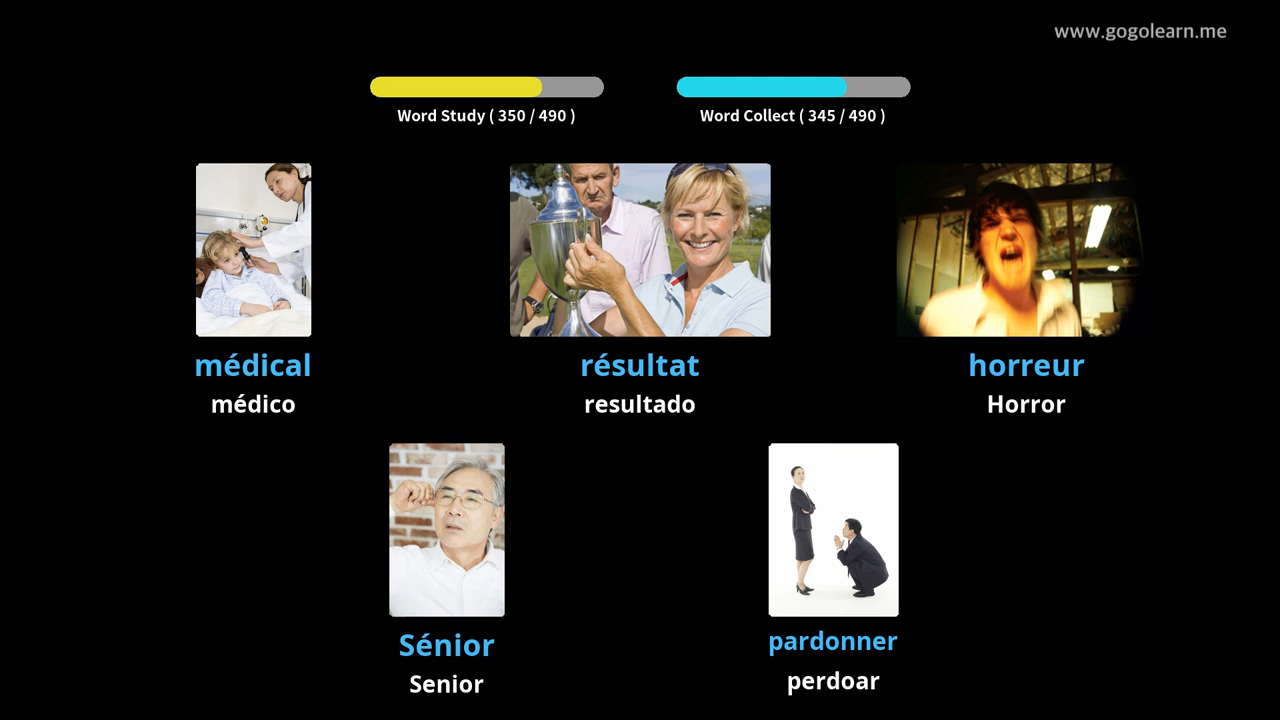 www.gogolearn.me
Word Study ( 350 / 490 )
Word Collect ( 345 / 490 )
médical
médico
résultat
resultado
horreur
Horror
Sénior
Senior
pardonner
perdoar